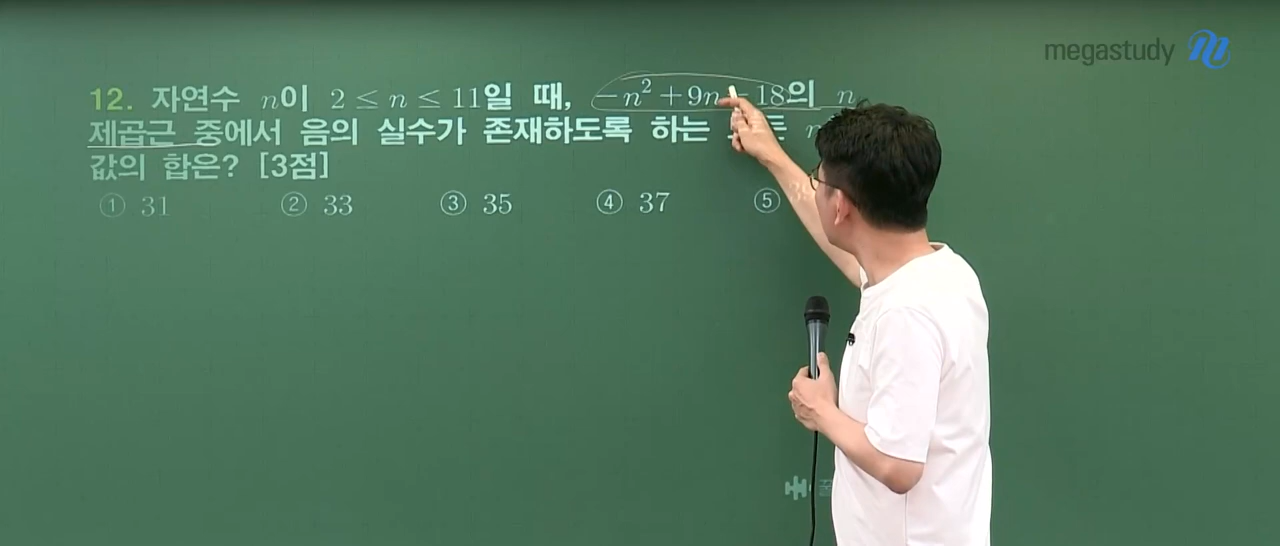 megastudy
12. 자연수 n이 2 ≤ n ≤ 11일 때, −n² + 9n − 18의 n
제곱근 중에서 음의 실수가 존재하도록 하는 n
값의 합은? [3점]
① 31 ② 33 ③ 35 ④ 37 ⑤